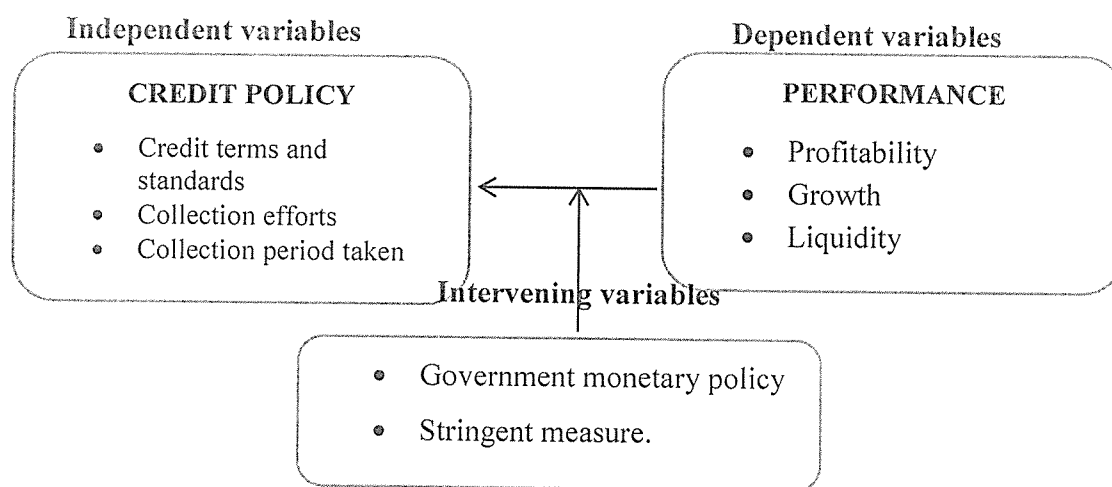 Independent variables
Dependent variables
CREDIT POLICY
• Credit terms and
standards
• Collection efforts
• Collection period taken
PERFORMANCE
• Profitability
• Growth
• Liquidity
Intervening variables
• Government monetary policy
• Stringent measure.